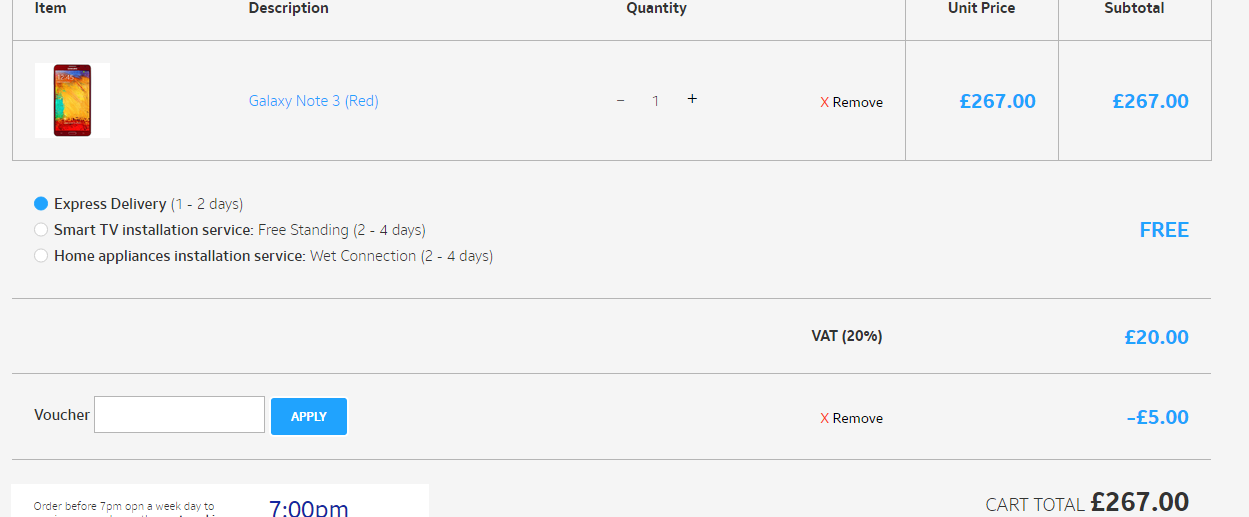 Item Description Quantity Unit Price Subtotal
Galaxy Note 3 (Red) – 1 + X Remove £267.00 £267.00
Express Delivery (1 - 2 days)
Smart TV installation service: Free Standing (2 - 4 days) FREE
Home appliances installation service: Wet Connection (2 - 4 days)
VAT (20%) £20.00
Voucher APPLY X Remove –£5.00
Order before 7pm opn a week day to 7:00pm
CART TOTAL £267.00